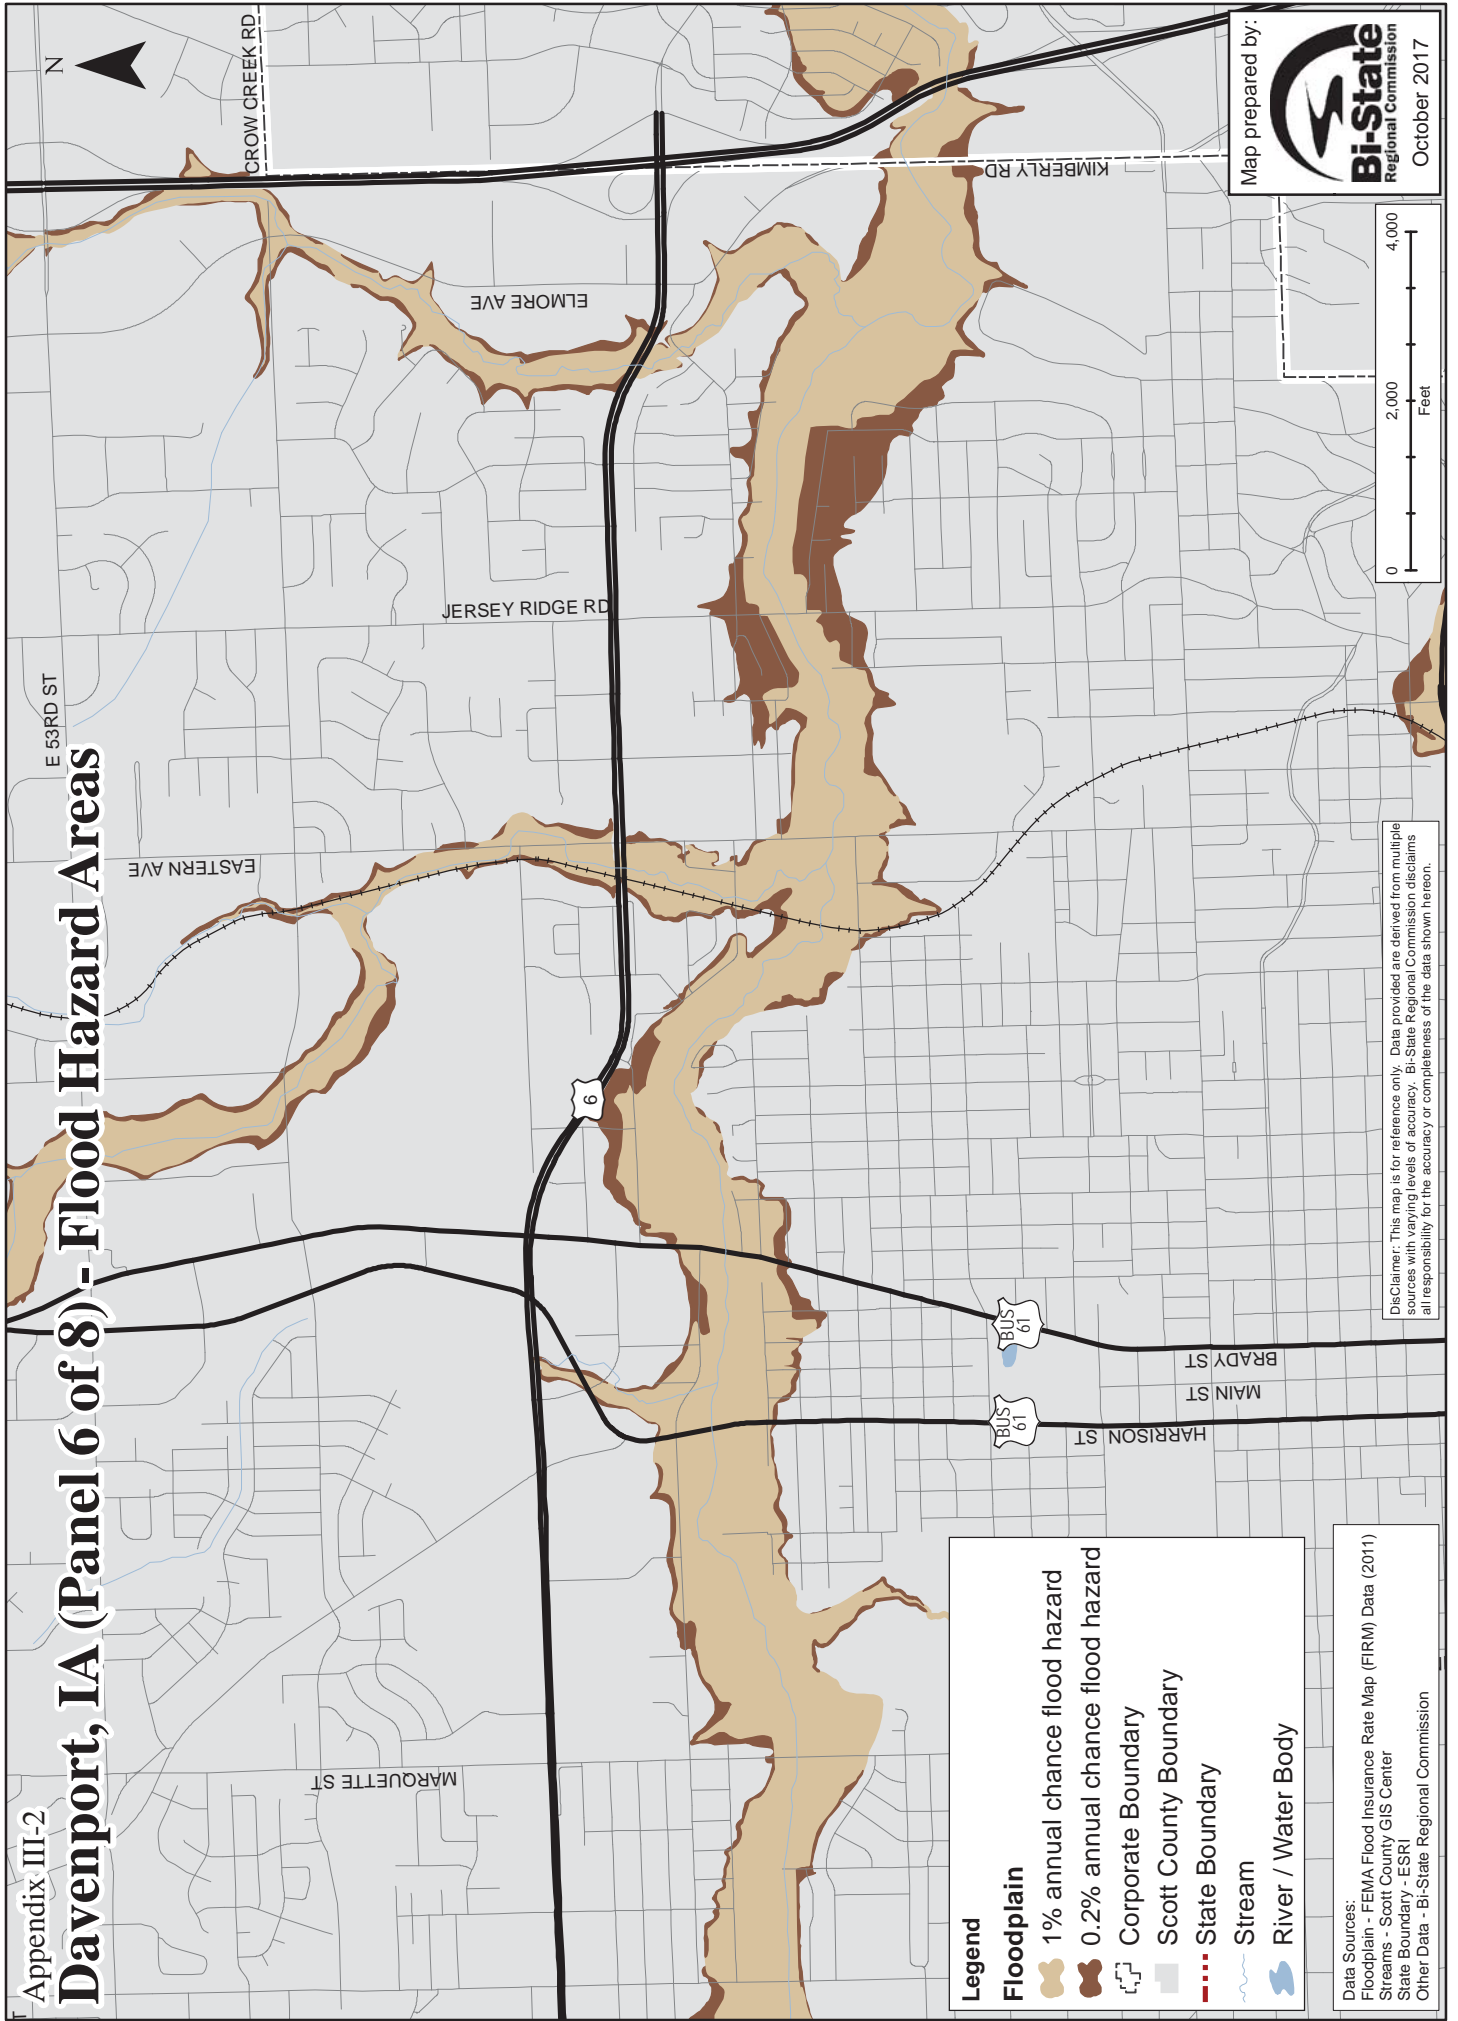 Appendix III-2
Davenport, IA (Panel 6 of 8) - Flood Hazard Areas
N
CROW CREEK RD
E 53RD ST
EASTERN AVE
JERSEY RIDGE RD
ELMORE AVE
KIMBERLY RD
MARQUETTE ST
6
BUS
61
BUS
61
HARRISON ST
MAIN ST
BRADY ST
Legend
Floodplain
1% annual chance flood hazard
0.2% annual chance flood hazard
Corporate Boundary
Scott County Boundary
State Boundary
Stream
River / Water Body
Data Sources:
Floodplain - FEMA Flood Insurance Rate Map (FIRM) Data (2011)
Streams - Scott County GIS Center
State Boundary - ESRI
Other Data - Bi-State Regional Commission
DisClaimer: This map is for reference only. Data provided are derived from multiple
sources with varying levels of accuracy. Bi-State Regional Commission disclaims
all responsibility for the accuracy or completeness of the data shown hereon.
0 2,000 4,000
Feet
Map prepared by:
Bi-State
Regional Commission
October 2017